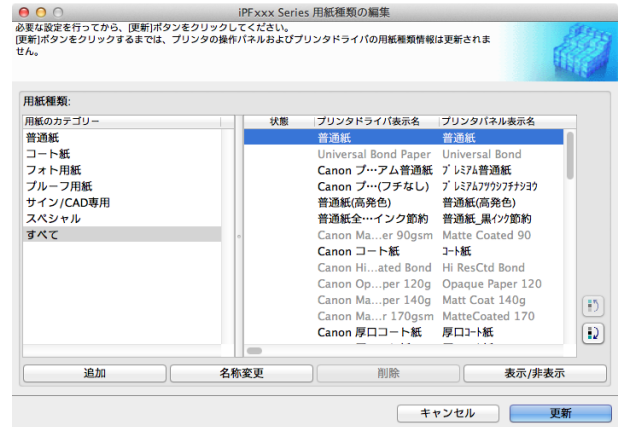 iPFxxx Series 用紙種類の編集
必要な設定を行ってから、[更新]ボタンをクリックしてください。
[更新]ボタンをクリックするまでは、プリンタの操作パネルおよびプリンタドライバの用紙種類情報は更新されま
せん。
用紙種類:
用紙のカテゴリー
状態 プリンタドライバ表示名 プリンタパネル表示名
普通紙
コート紙
フォト用紙
プルーフ用紙
サイン/CAD専用
スペシャル
すべて
普通紙 普通紙
Universal Bond Paper Universal Bond
Canon プ…アム普通紙 プレミアム普通紙
Canon プ…(フチなし) プレミアムフツウシフチナシヨウ
普通紙(高発色) 普通紙(高発色)
普通紙全…インク節約 普通紙_黒インク節約
Canon Ma...er 90gsm Matte Coated 90
Canon コート紙 コート紙
Canon Hi...ated Bond Hi ResCtd Bond
Canon Op...per 120g Opaque Paper 120
Canon Ma...per 140g Matt Coat 140g
Canon Ma...r 170gsm MatteCoated 170
Canon 厚口コート紙 厚口コート紙
追加 名称変更 削除 表示/非表示
キャンセル 更新